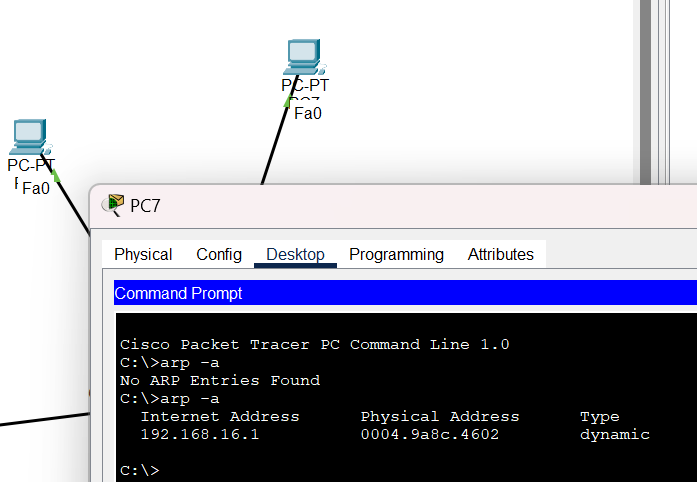 PC-PT
Fa0
PC-PT
Fa0
PC7
Physical Config Desktop Programming Attributes
Command Prompt
Cisco Packet Tracer PC Command Line 1.0
C:\>arp -a
No ARP Entries Found
C:\>arp -a
Internet Address Physical Address Type
192.168.16.1 0004.9a8c.4602 dynamic
C:\>